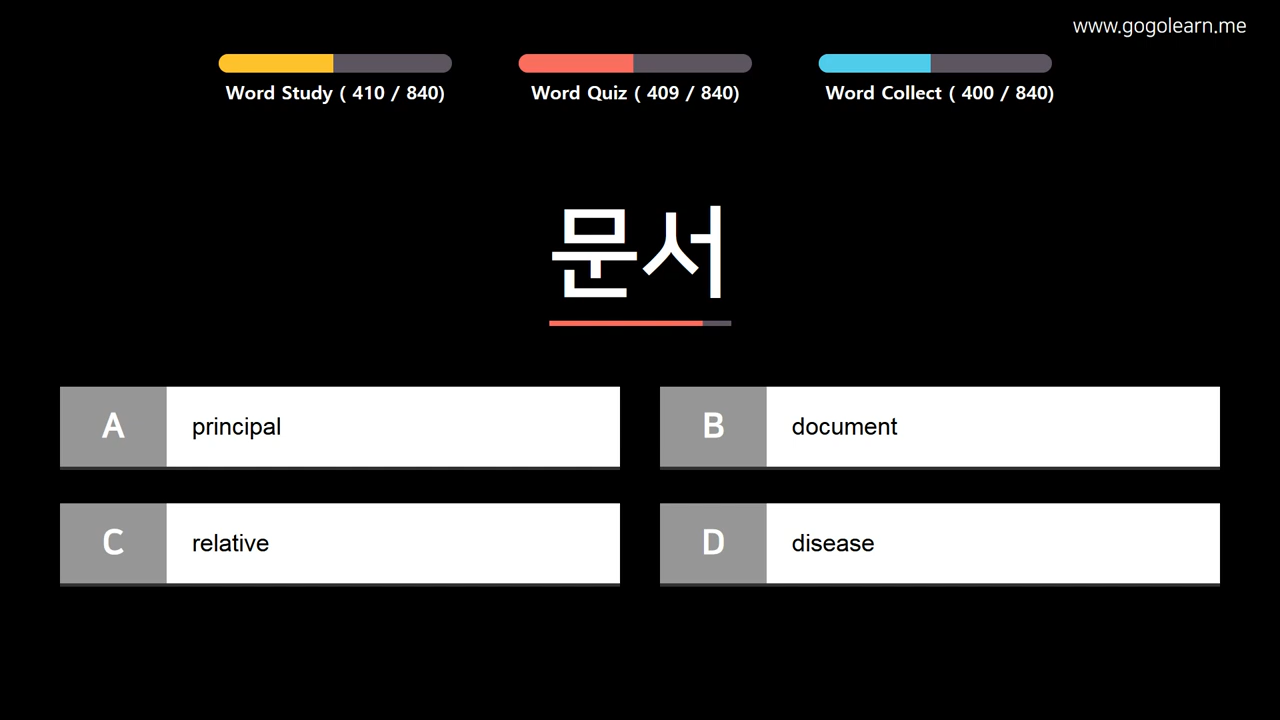 www.gogolearn.me
Word Study ( 410 / 840)
Word Quiz ( 409 / 840)
Word Collect ( 400 / 840)
문서
A principal
B document
C relative
D disease